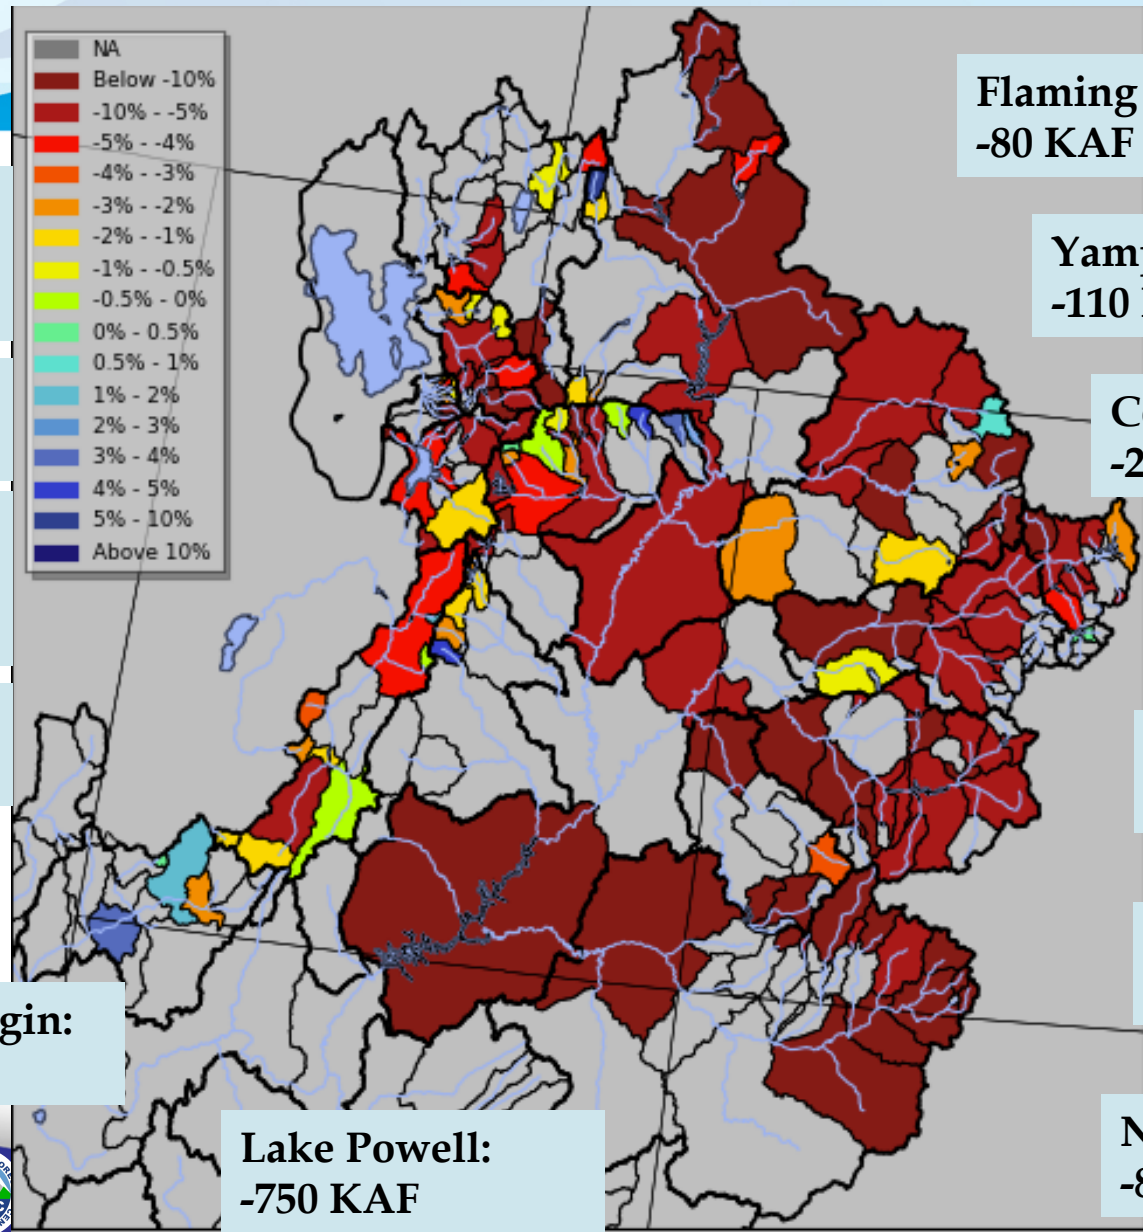 NA
Below -10%
-10% - -5%
-5% - -4%
-4% - -3%
-3% - -2%
-2% - -1%
-1% - -0.5%
-0.5% - 0%
0% - 0.5%
0.5% - 1%
1% - 2%
2% - 3%
3% - 4%
4% - 5%
5% - 10%
Above 10%
Flaming
-80 KAF
-110
gin:
Lake Powell:
-750 KAF